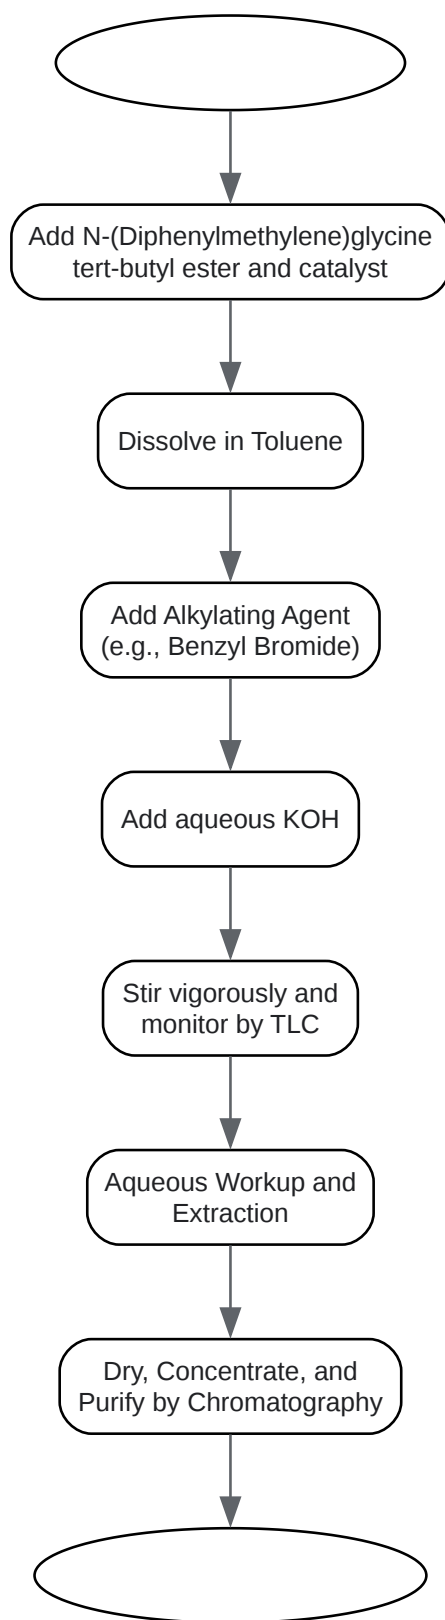 Add N-(Diphenylmethylene)glycine
tert-butyl ester and catalyst
Dissolve in Toluene
Add Alkylating Agent
(e.g., Benzyl Bromide)
Add aqueous KOH
Stir vigorously and
monitor by TLC
Aqueous Workup and
Extraction
Dry, Concentrate, and
Purify by Chromatography